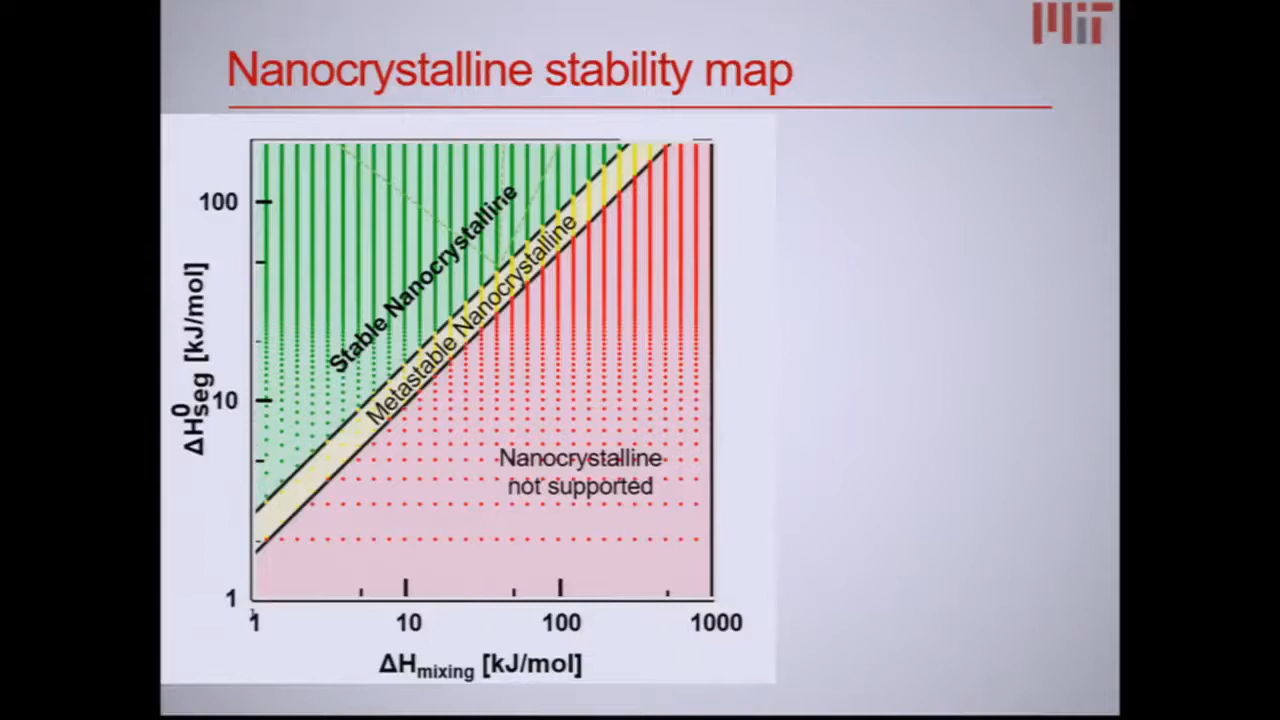 MIT
Nanocrystalline stability map
100
10
1
ΔH⁰seg [kJ/mol]
Stable Nanocrystalline
Metastable Nanocrystalline
Nanocrystalline
not supported
1 10 100 1000
ΔHmixing [kJ/mol]